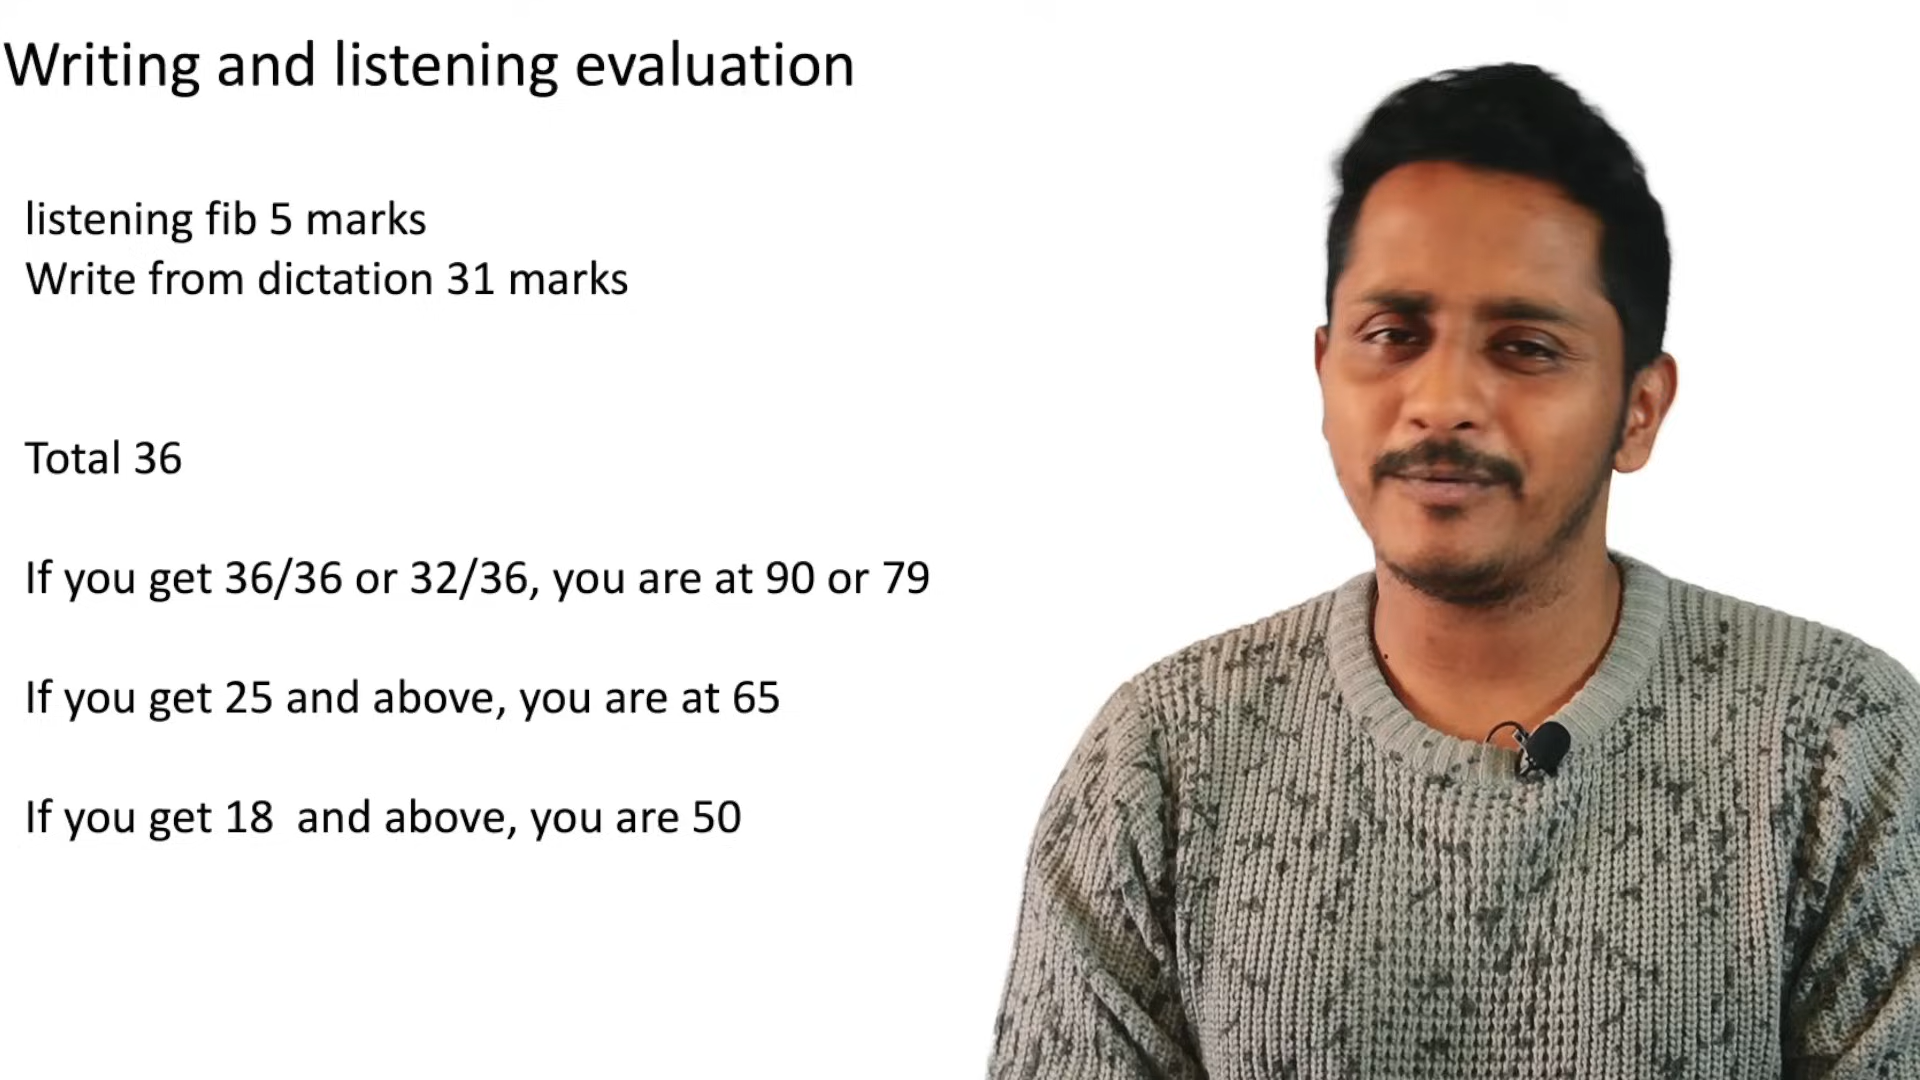 Writing and listening evaluation
listening fib 5 marks
Write from dictation 31 marks
Total 36
If you get 36/36 or 32/36, you are at 90 or 79
If you get 25 and above, you are at 65
If you get 18  and above, you are 50